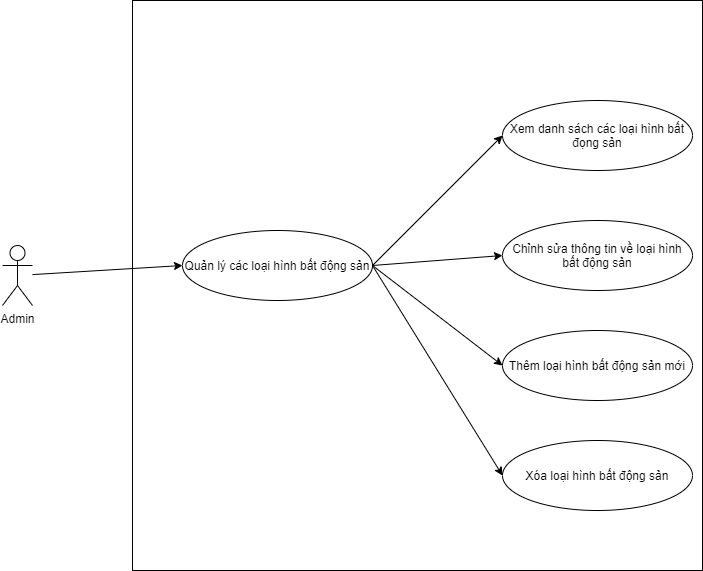 Xem danh sách các loại hình bất
đọng sản
Chỉnh sửa thông tin về loại hình
bất động sản
Quản lý các loại hình bất động sản
Admin
Thêm loại hình bất động sản mới
Xóa loại hình bất động sản